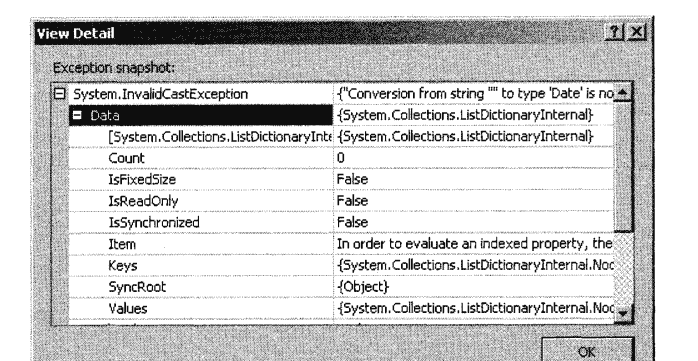 View Detail
Exception snapshot:
System.InvalidCastException {"Conversion from string "" to type 'Date' is no
Data {System.Collections.ListDictionaryInternal}
[System.Collections.ListDictionaryInte {System.Collections.ListDictionaryInternal}
Count 0
IsFixedSize False
IsReadOnly False
IsSynchronized False
Item In order to evaluate an indexed property, the
Keys {System.Collections.ListDictionaryInternal.Noc
SyncRoot {Object}
Values {System.Collections.ListDictionaryInternal.Noc
OK